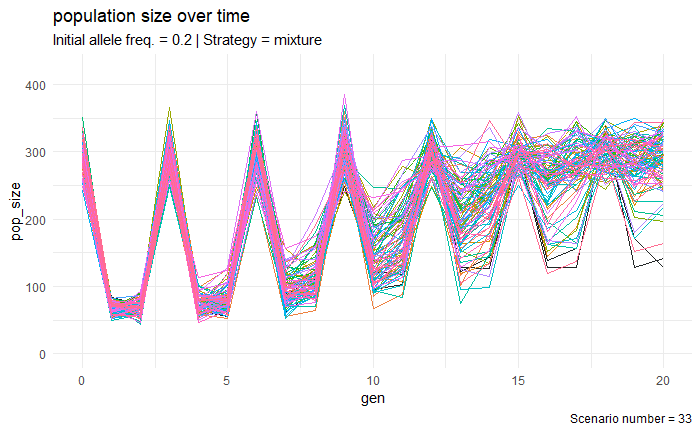 population size over time
Initial allele freq. = 0.2 | Strategy = mixture
400
300
200
100
0
pop_size
0 5 10 15 20
gen
Scenario number = 33